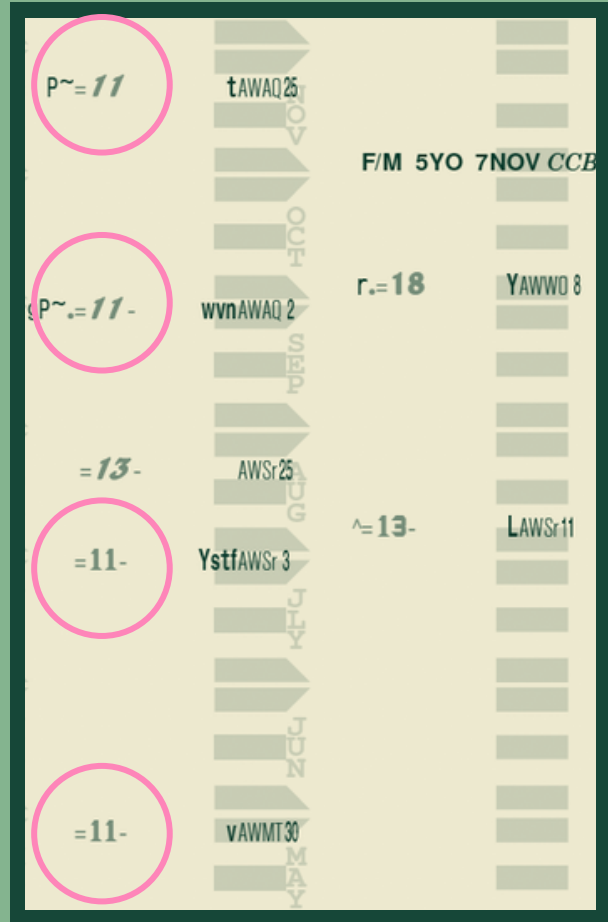 P~=11 tAWAQ25
NOV
F/M 5YO 7NOV CCB
OCT
r.=18 YAWWO 8
gP~.=11- wvnAWAQ 2
SEP
=13- AWSr25
AUG
^=13- LAWSr11
=11- YstfAWSr 3
JLY
JUN
=11- vAWMT30
MAY